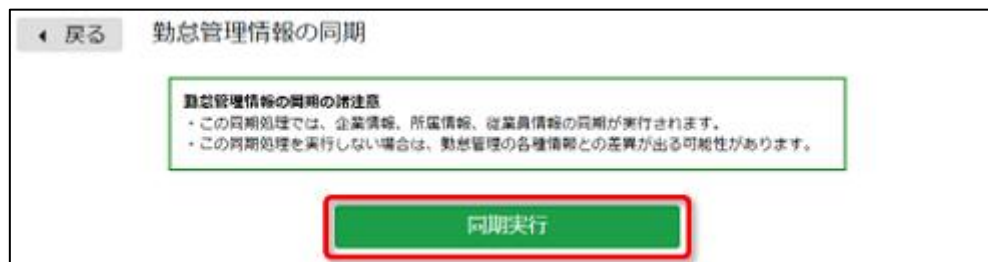 戻る 勤怠管理情報の同期
勤怠管理情報の同期の諸注意
・この同期処理では、企業情報、所属情報、従業員情報の同期が実行されます。
・この同期処理を実行しない場合は、勤怠管理の各種情報との差異が出る可能性があります。
同期実行